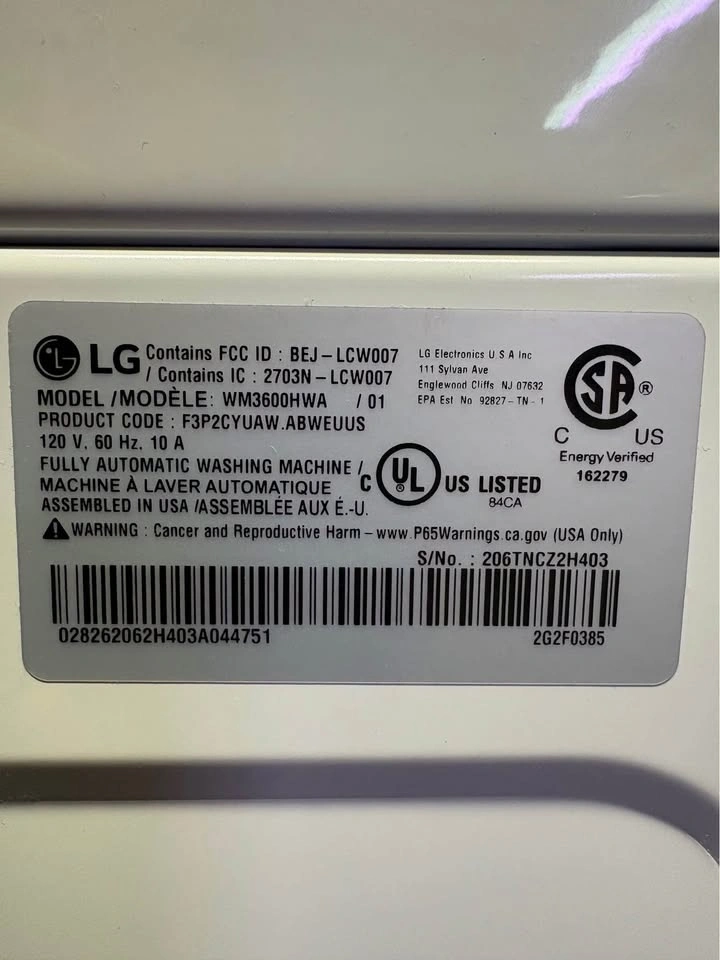 LG Contains FCC ID : BEJ-LCW007
/ Contains IC : 2703N-LCW007
MODEL /MODÈLE: WM3600HWA / 01
PRODUCT CODE : F3P2CYUAW.ABWEUUS
120 V, 60 Hz, 10 A
FULLY AUTOMATIC WASHING MACHINE /
MACHINE À LAVER AUTOMATIQUE
ASSEMBLED IN USA /ASSEMBLÉE AUX É.-U.
LG Electronics U S A Inc
111 Sylvan Ave
Englewood Cliffs NJ 07632
EPA Est No 92827-TN-1
SA ®
C US
Energy Verified
162279
C UL ® US LISTED
84CA
WARNING : Cancer and Reproductive Harm – www.P65Warnings.ca.gov (USA Only)
S/No. : 206TNCZ2H403
028262062H403A044751 2G2F0385